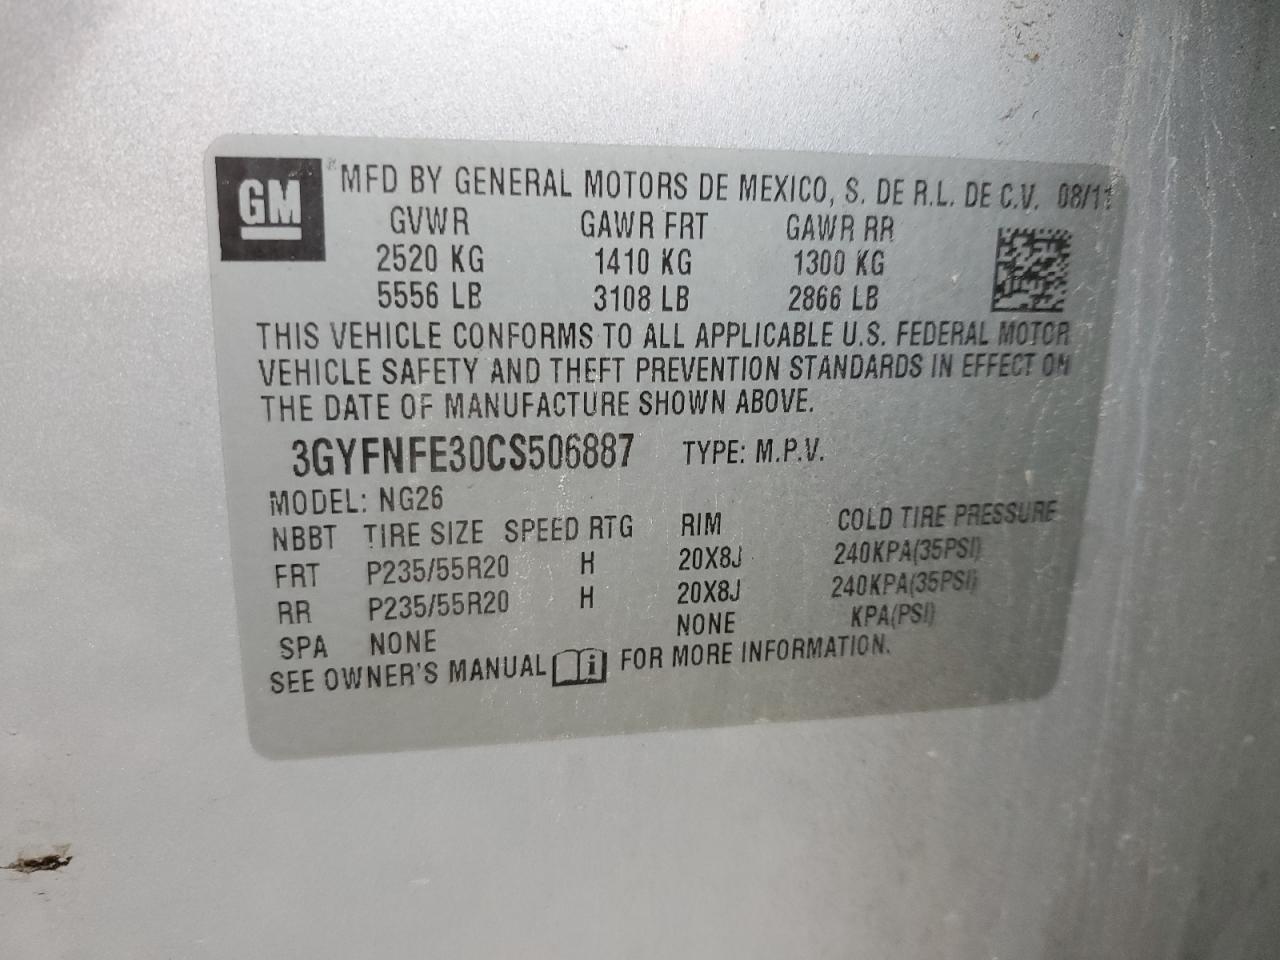 GM ® MFD BY GENERAL MOTORS DE MEXICO, S. DE R.L. DE C.V. 08/11
GVWR GAWR FRT GAWR RR
2520 KG 1410 KG 1300 KG
5556 LB 3108 LB 2866 LB
THIS VEHICLE CONFORMS TO ALL APPLICABLE U.S. FEDERAL MOTOR
VEHICLE SAFETY AND THEFT PREVENTION STANDARDS IN EFFECT ON
THE DATE OF MANUFACTURE SHOWN ABOVE.
3GYFNFE30CS506887 TYPE: M.P.V.
MODEL: NG26
NBBT TIRE SIZE SPEED RTG RIM COLD TIRE PRESSURE
FRT P235/55R20 H 20X8J 240KPA(35PSI)
RR P235/55R20 H 20X8J 240KPA(35PSI)
SPA NONE NONE KPA(PSI)
SEE OWNER'S MANUAL i FOR MORE INFORMATION.